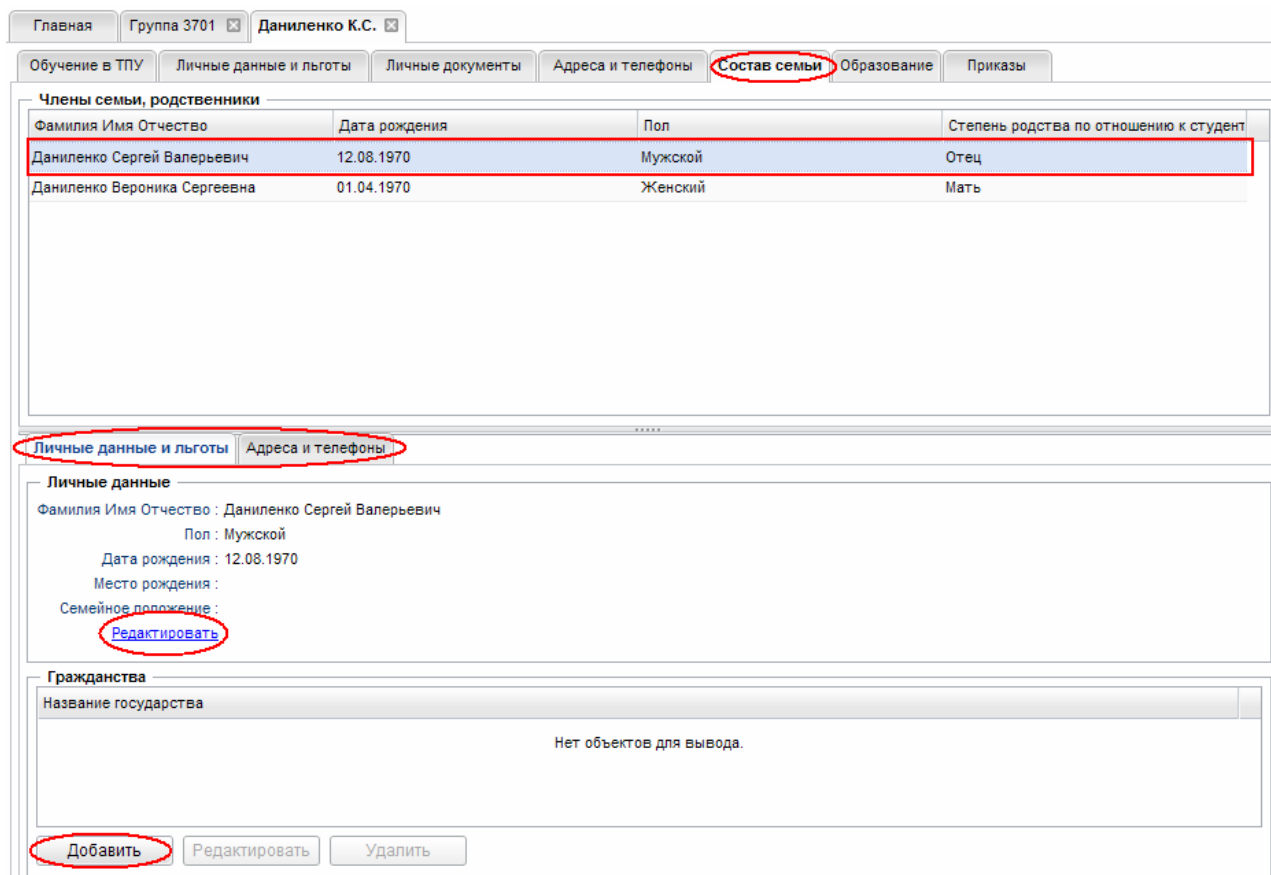 Главная Группа 3701 Даниленко К.С.
Обучение в ТПУ Личные данные и льготы Личные документы Адреса и телефоны Состав семьи Образование Приказы
Члены семьи, родственники
Фамилия Имя Отчество Дата рождения Пол Степень родства по отношению к студент
Даниленко Сергей Валерьевич 12.08.1970 Мужской Отец
Даниленко Вероника Сергеевна 01.04.1970 Женский Мать
Личные данные и льготы Адреса и телефоны
Личные данные
Фамилия Имя Отчество : Даниленко Сергей Валерьевич
Пол : Мужской
Дата рождения : 12.08.1970
Место рождения :
Семейное положение :
Редактировать
Гражданства
Название государства
Нет объектов для вывода.
Добавить Редактировать Удалить